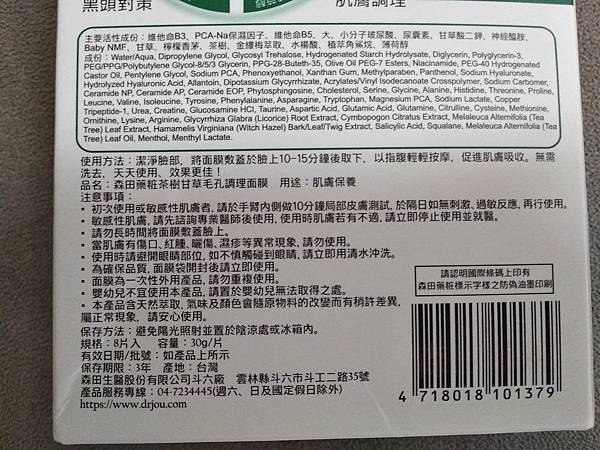 黑頭對策
肌膚調理
主要活性成份：維他命B3、PCA-Na保濕因子、維他命B5、大、小分子玻尿酸、尿囊素、甘草酸二鉀、神經醯胺、
Baby NMF、甘草、檸檬香茅、茶樹、金縷梅萃取、水楊酸、植萃角鯊烷、薄荷醇
成份：Water/Aqua, Dipropylene Glycol, Glycosyl Trehalose, Hydrogenated Starch Hydrolysate, Diglycerin, Polyglycerin-3,
PEG/PPG/Polybutylene Glycol-8/5/3 Glycerin, PPG-28-Buteth-35, Olive Oil PEG-7 Esters, Niacinamide, PEG-40 Hydrogenated
Castor Oil, Pentylene Glycol, Sodium PCA, Phenoxyethanol, Xanthan Gum, Methylparaben, Panthenol, Sodium Hyaluronate,
Hydrolyzed Hyaluronic Acid, Allantoin, Dipotassium Glycyrrhizate, Acrylates/Vinyl Isodecanoate Crosspolymer, Sodium Carbomer,
Ceramide NP, Ceramide AP, Ceramide EOP, Phytosphingosine, Cholesterol, Serine, Glycine, Alanine, Histidine, Threonine, Proline,
Leucine, Valine, Isoleucine, Tyrosine, Phenylalanine, Asparagine, Tryptophan, Magnesium PCA, Sodium Lactate, Copper
Tripeptide-1, Urea, Creatine, Glucosamine HCl, Taurine, Aspartic Acid, Glutamic Acid, Glutamine, Citrulline, Cysteine, Methionine,
Ornithine, Lysine, Arginine, Glycyrrhiza Glabra (Licorice) Root Extract, Cymbopogon Citratus Extract, Melaleuca Alternifolia (Tea
Tree) Leaf Extract, Hamamelis Virginiana (Witch Hazel) Bark/Leaf/Twig Extract, Salicylic Acid, Squalane, Melaleuca Alternifolia (Tea
Tree) Leaf Oil, Menthol, Menthyl Lactate.
使用方法：潔淨臉部，將面膜敷蓋於臉上10-15分鐘後取下，以指腹輕輕按摩，促進肌膚吸收。無需
洗去，天天使用、效果更佳！
品名：森田藥粧茶樹甘草毛孔調理面膜　用途：肌膚保養
注意事項：
▪ 初次使用或敏感性肌膚者，請於手臂內側做10分鐘局部皮膚測試，於隔日如無刺激、過敏反應，再行使用。
▪ 敏感性肌膚，請先諮詢專業醫師後使用，使用時肌膚若有不適，請立即停止使用並就醫。
▪ 請勿長時間將面膜敷蓋臉上。
▪ 當肌膚有傷口、紅腫、曬傷、濕疹等異常現象，請勿使用。
▪ 使用時請避開眼睛部位，如不慎觸碰到眼睛，請立即用清水沖洗。
▪ 為確保品質，面膜袋開封後請立即使用。
▪ 面膜為一次性外用產品，請勿重複使用。
▪ 嬰幼兒不宜使用本產品，請置於嬰幼兒無法取得之處。
▪ 本產品含天然萃取，氣味及顏色會隨原物料的改變而有稍許差異，
屬正常現象，請安心使用。
請認明國際條碼上印有
森田藥粧標示字樣之防偽油墨印刷
保存方法：避免陽光照射並置於陰涼處或冰箱內。
規格：8片入　容量：30g/片
有效日期/批號：如產品上所示
保存期限：3年　產地：台灣
森田生醫股份有限公司斗六廠　雲林縣斗六市斗工二路35號
產品服務專線：04-7234445(週六、日及國定假日除外)
https://www.drjou.com
4 718018 101379